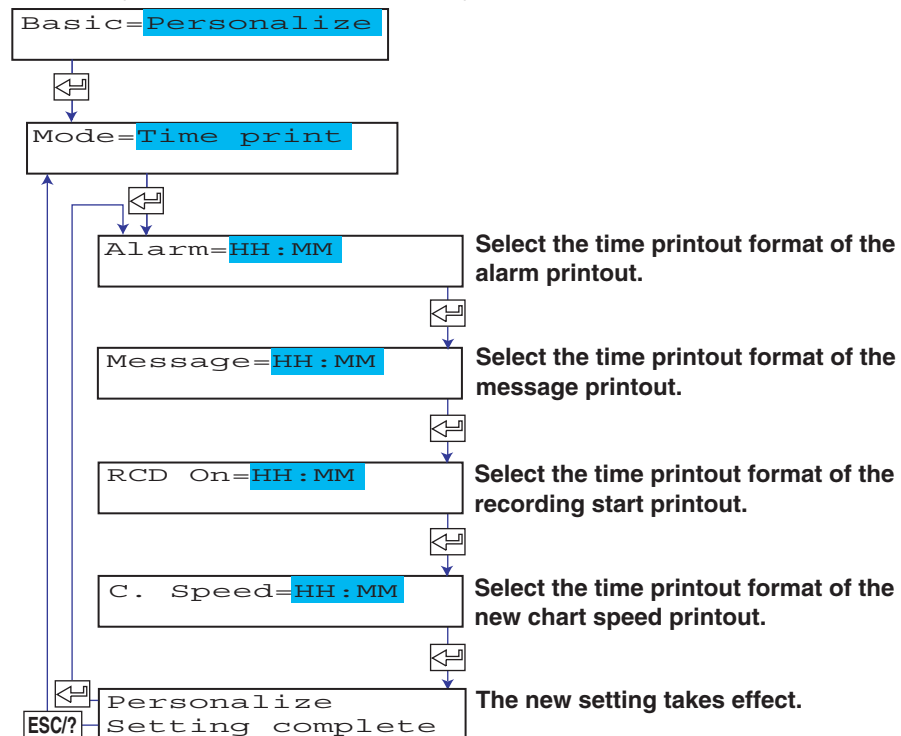 Basic=Personalize
Mode=Time print
Alarm=HH:MM
Select the time printout format of the
alarm printout.
Message=HH:MM
Select the time printout format of the
message printout.
RCD On=HH:MM
Select the time printout format of the
recording start printout.
C. Speed=HH:MM
Select the time printout format of the
new chart speed printout.
Personalize
Setting complete
The new setting takes effect.
ESC/?